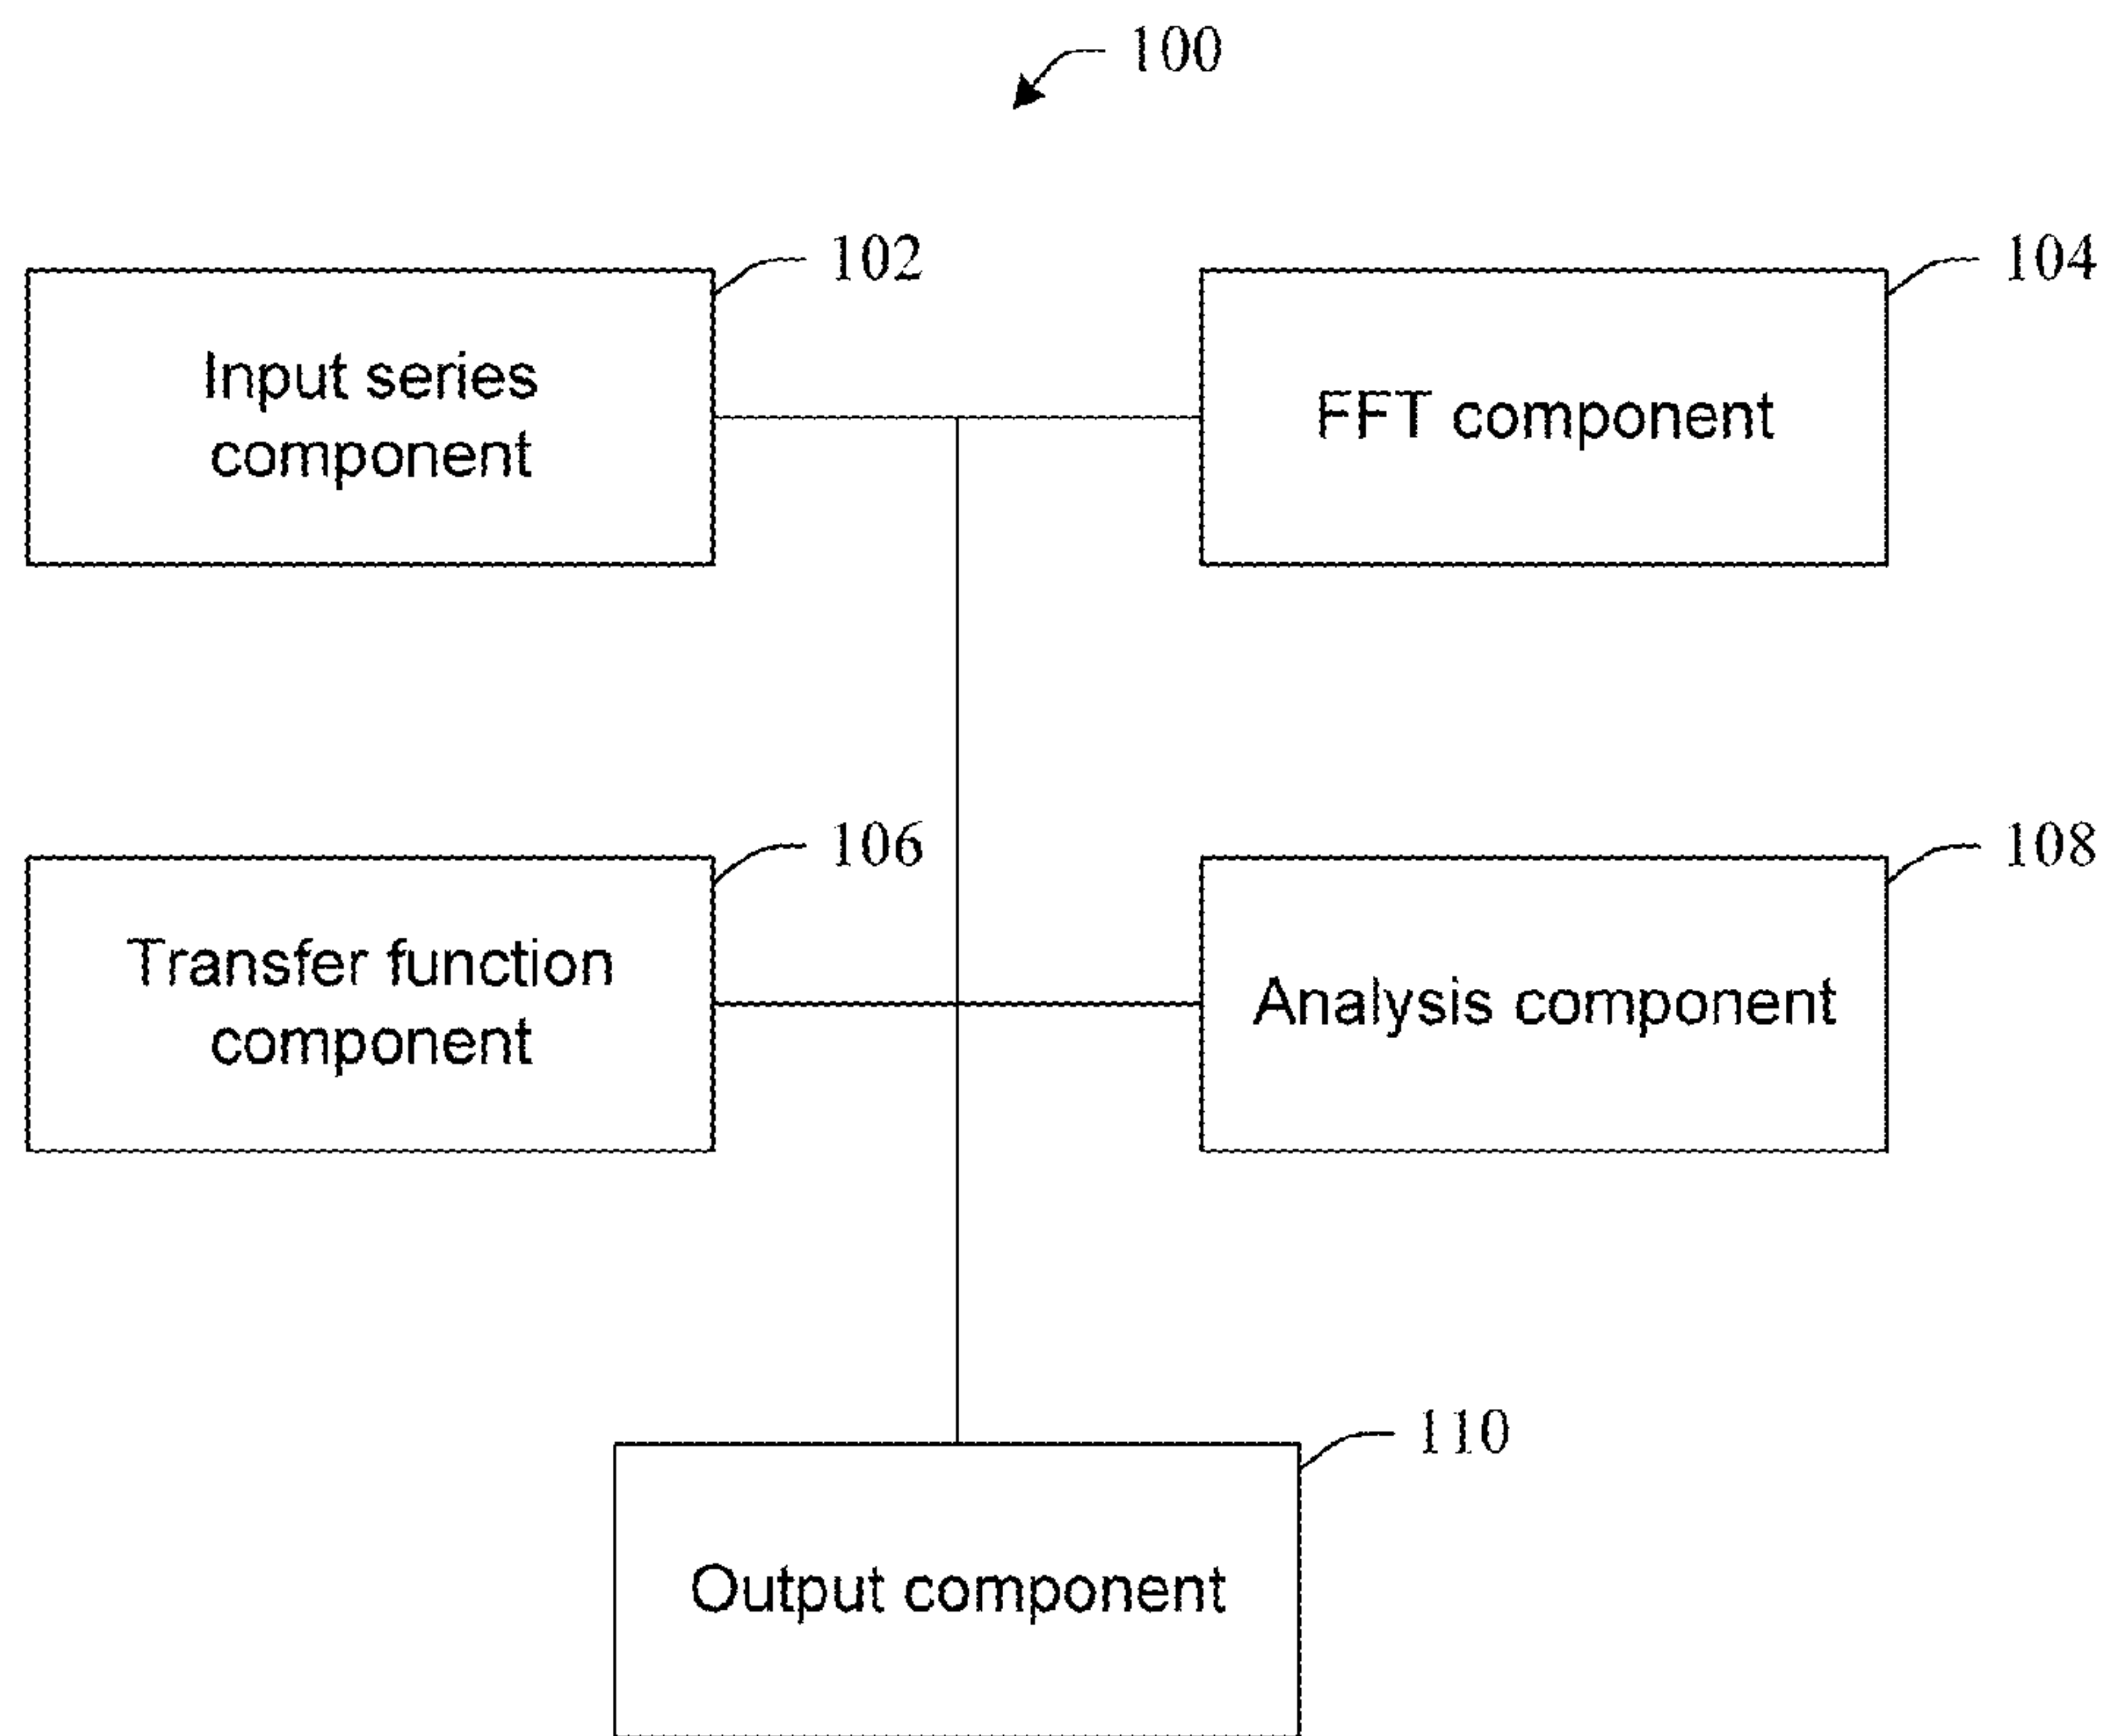 100
102
Input series
component
104
FFT component
106
Transfer function
component
108
Analysis component
110
Output component